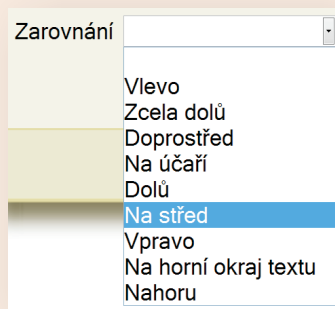 Zarovnání
Vlevo
Zcela dolů
Doprostřed
Na účaří
Dolů
Na střed
Vpravo
Na horní okraj textu
Nahoru